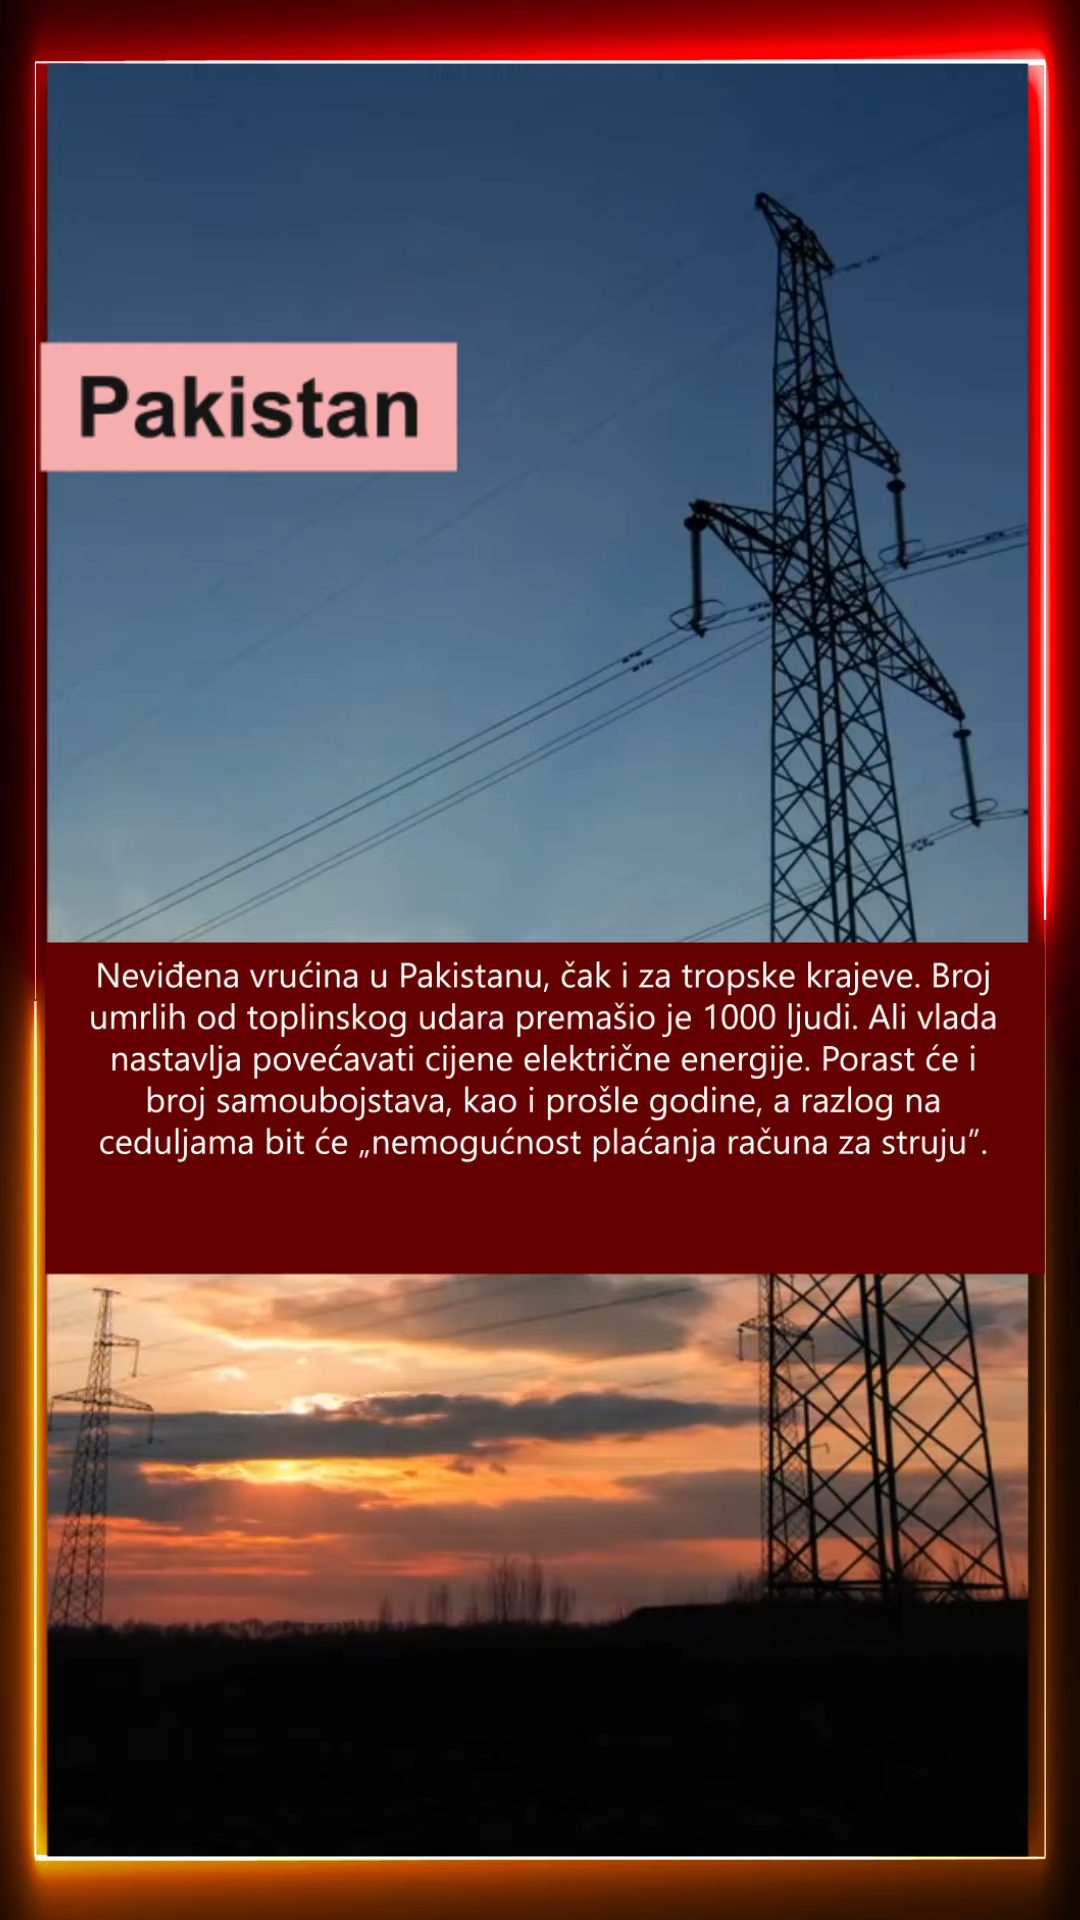 Pakistan
Neviđena vrućina u Pakistanu, čak i za tropske krajeve. Broj
umrlih od toplinskog udara premašio je 1000 ljudi. Ali vlada
nastavlja povećavati cijene električne energije. Porast će i
broj samoubojstava, kao i prošle godine, a razlog na
ceduljama bit će „nemogućnost plaćanja računa za struju”.